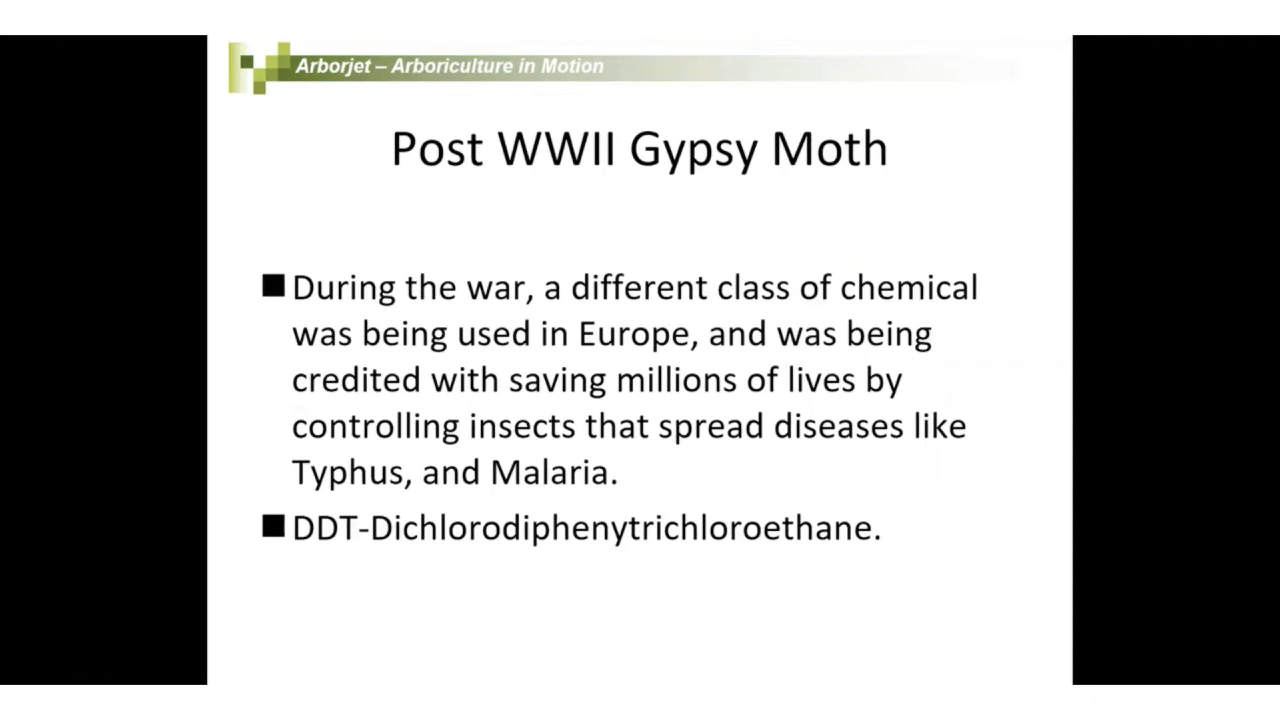 Arborjet – Arboriculture in Motion
Post WWII Gypsy Moth
During the war, a different class of chemical
was being used in Europe, and was being
credited with saving millions of lives by
controlling insects that spread diseases like
Typhus, and Malaria.
DDT-Dichlorodiphenytrichloroethane.